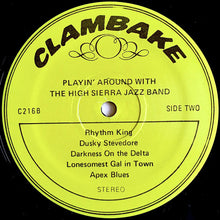 CLAMBAKE
PLAYIN' AROUND WITH
THE HIGH SIERRA JAZZ BAND
C216B SIDE TWO
Rhythm King
Dusky Stevedore
Darkness On the Delta
Lonesomest Gal in Town
Apex Blues
STEREO